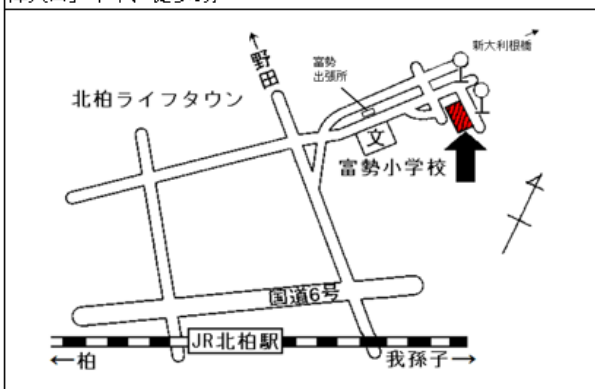 新大利根橋
富勢
出張所
野田
北柏ライフタウン
文
富勢小学校
国道6号
JR北柏駅
←柏
我孫子→